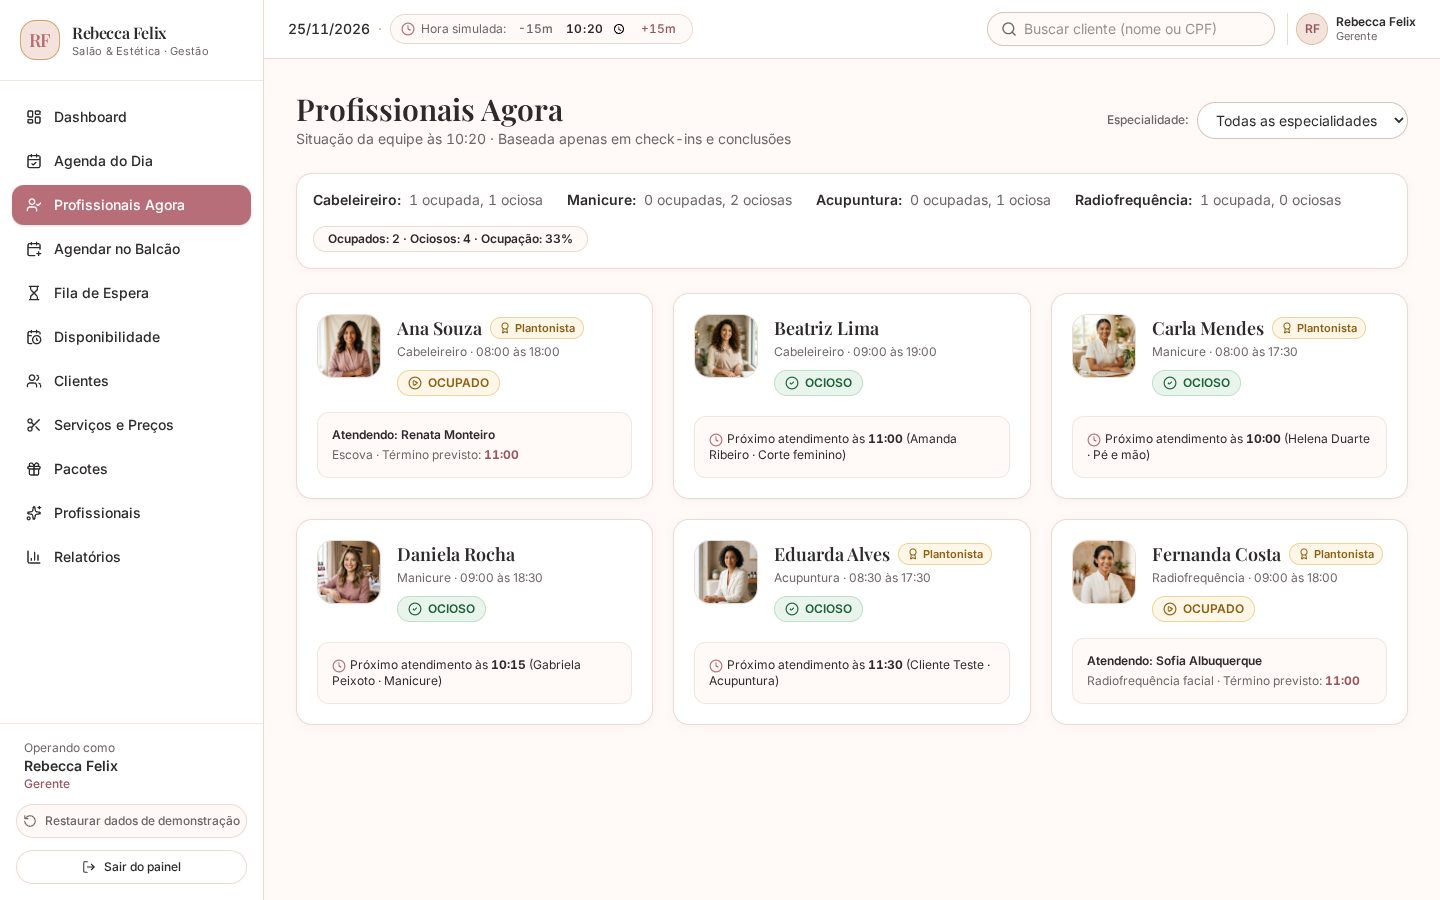 RF
Rebecca Felix
Salão & Estética · Gestão
Dashboard
Agenda do Dia
Profissionais Agora
Agendar no Balcão
Fila de Espera
Disponibilidade
Clientes
Serviços e Preços
Pacotes
Profissionais
Relatórios
Operando como
Rebecca Felix
Gerente
Restaurar dados de demonstração
Sair do painel
25/11/2026 · Hora simulada: -15m 10:20 +15m
Buscar cliente (nome ou CPF)
RF
Rebecca Felix
Gerente
Profissionais Agora
Situação da equipe às 10:20 · Baseada apenas em check-ins e conclusões
Especialidade: Todas as especialidades
Cabeleireiro: 1 ocupada, 1 ociosa Manicure: 0 ocupadas, 2 ociosas Acupuntura: 0 ocupadas, 1 ociosa Radiofrequência: 1 ocupada, 0 ociosas
Ocupados: 2 · Ociosos: 4 · Ocupação: 33%
Ana Souza Plantonista
Cabeleireiro · 08:00 às 18:00
OCUPADO
Atendendo: Renata Monteiro
Escova · Término previsto: 11:00
Beatriz Lima
Cabeleireiro · 09:00 às 19:00
OCIOSO
Próximo atendimento às 11:00 (Amanda
Ribeiro · Corte feminino)
Carla Mendes Plantonista
Manicure · 08:00 às 17:30
OCIOSO
Próximo atendimento às 10:00 (Helena Duarte
· Pé e mão)
Daniela Rocha
Manicure · 09:00 às 18:30
OCIOSO
Próximo atendimento às 10:15 (Gabriela
Peixoto · Manicure)
Eduarda Alves Plantonista
Acupuntura · 08:30 às 17:30
OCIOSO
Próximo atendimento às 11:30 (Cliente Teste ·
Acupuntura)
Fernanda Costa Plantonista
Radiofrequência · 09:00 às 18:00
OCUPADO
Atendendo: Sofia Albuquerque
Radiofrequência facial · Término previsto: 11:00